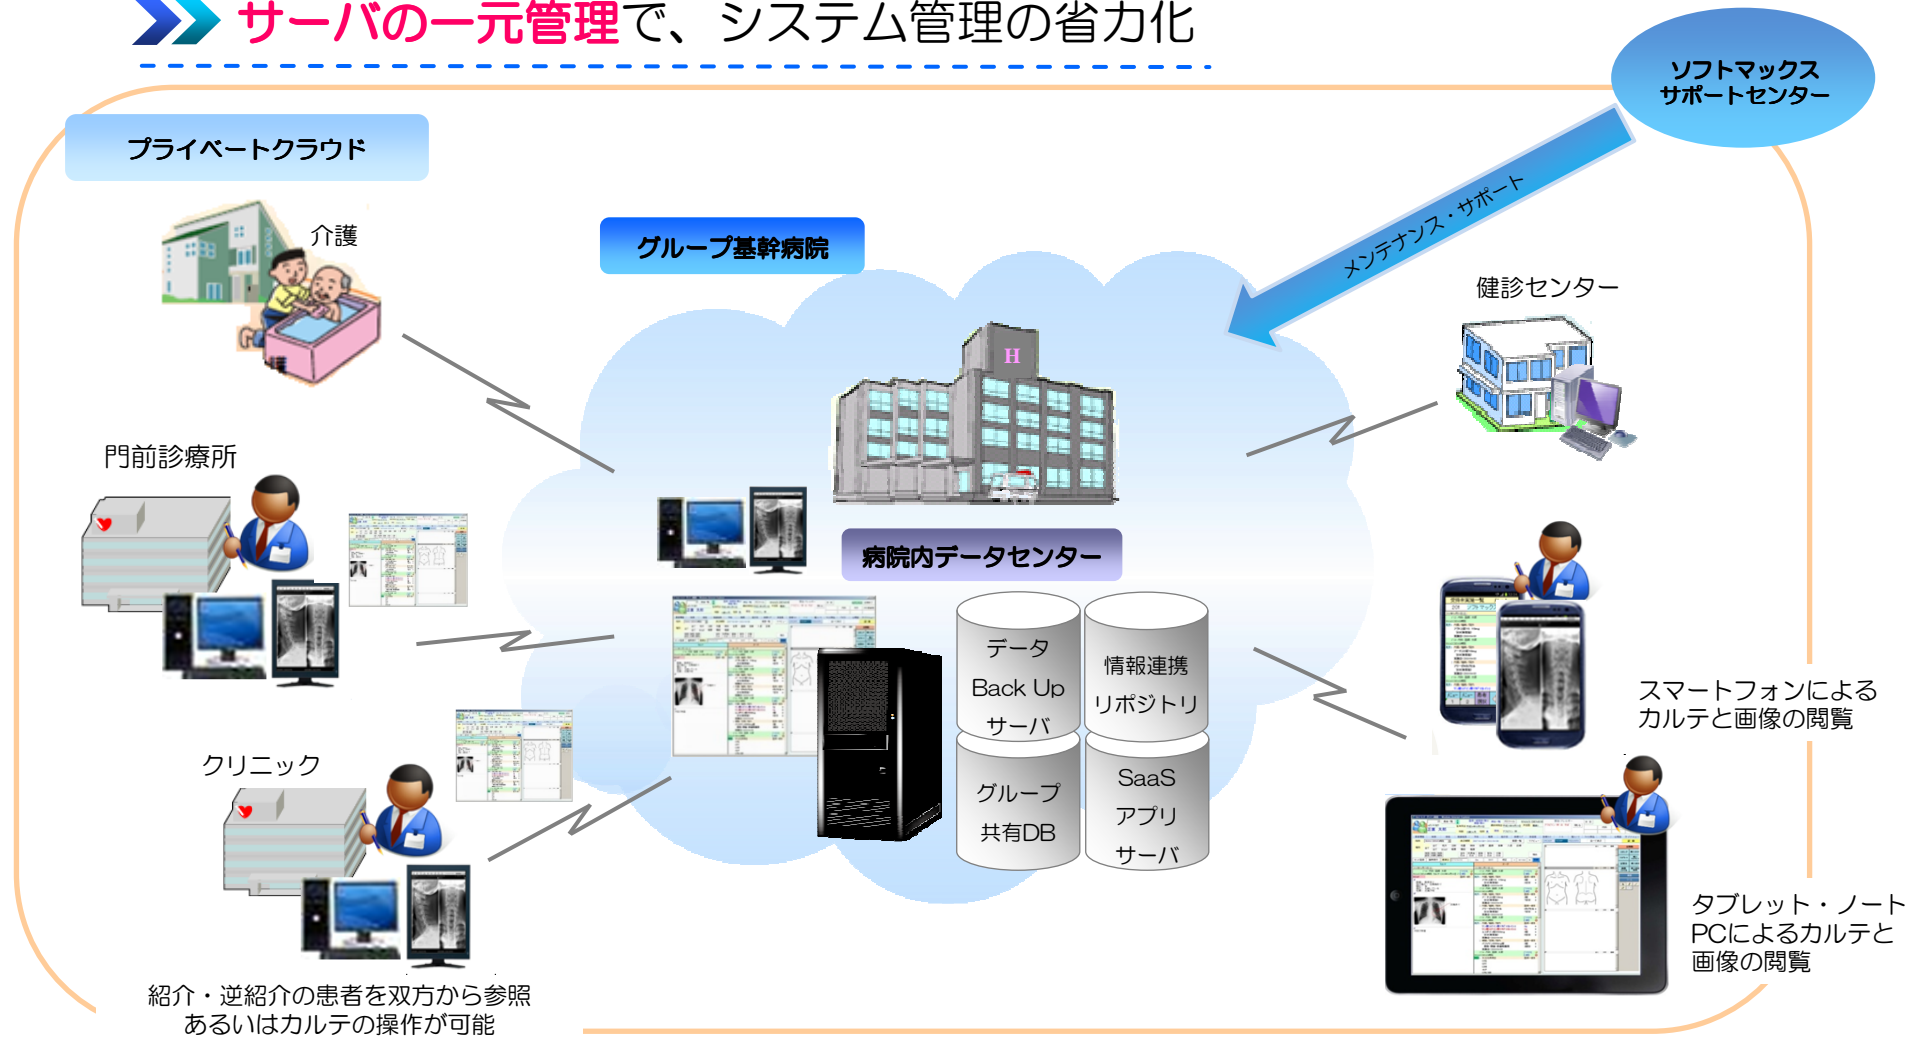 サーバの一元管理で、システム管理の省力化
ソフトマックス
サポートセンター
プライベートクラウド
介護
グループ基幹病院
メンテナンス・サポート
健診センター
H
門前診療所
病院内データセンター
データ
Back Up
サーバ
情報連携
リポジトリ
グループ
共有DB
SaaS
アプリ
サーバ
スマートフォンによる
カルテと画像の閲覧
クリニック
タブレット・ノート
PCによるカルテと
画像の閲覧
紹介・逆紹介の患者を双方から参照
あるいはカルテの操作が可能